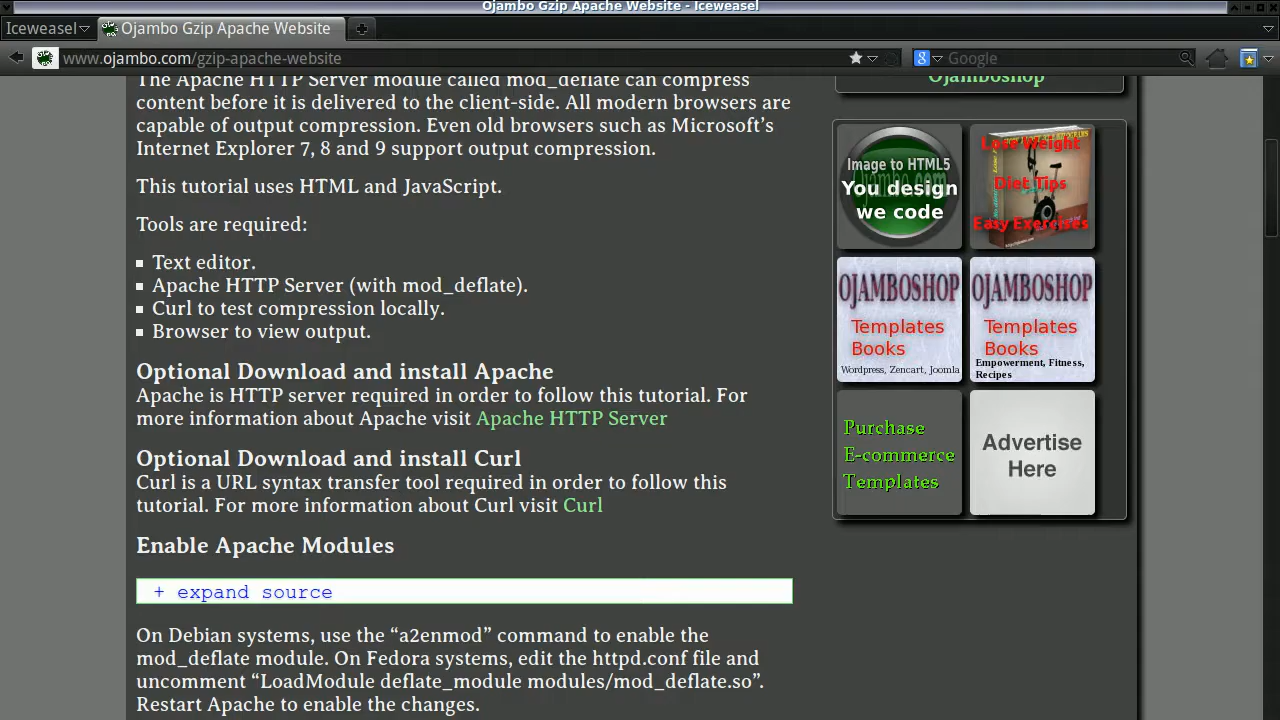 Ojambo Gzip Apache Website - Iceweasel
Iceweasel
Ojambo Gzip Apache Website
www.ojambo.com/gzip-apache-website
Google
The Apache HTTP Server module called mod_deflate can compress
content before it is delivered to the client-side. All modern browsers are
capable of output compression. Even old browsers such as Microsoft’s
Internet Explorer 7, 8 and 9 support output compression.
This tutorial uses HTML and JavaScript.
Tools are required:
Text editor.
Apache HTTP Server (with mod_deflate).
Curl to test compression locally.
Browser to view output.
Optional Download and install Apache
Apache is HTTP server required in order to follow this tutorial. For
more information about Apache visit Apache HTTP Server
Optional Download and install Curl
Curl is a URL syntax transfer tool required in order to follow this
tutorial. For more information about Curl visit Curl
Enable Apache Modules
+ expand source
On Debian systems, use the “a2enmod” command to enable the
mod_deflate module. On Fedora systems, edit the httpd.conf file and
uncomment “LoadModule deflate_module modules/mod_deflate.so”.
Restart Apache to enable the changes.
Ojamboshop
Image to HTML5
You design
we code
Lose Weight
Diet Tips
Easy Exercises
OJAMBOSHOP
Templates
Books
Wordpress, Zencart, Joomla
OJAMBOSHOP
Templates
Books
Empowerment, Fitness,
Recipes
Purchase
E-commerce
Templates
Advertise
Here